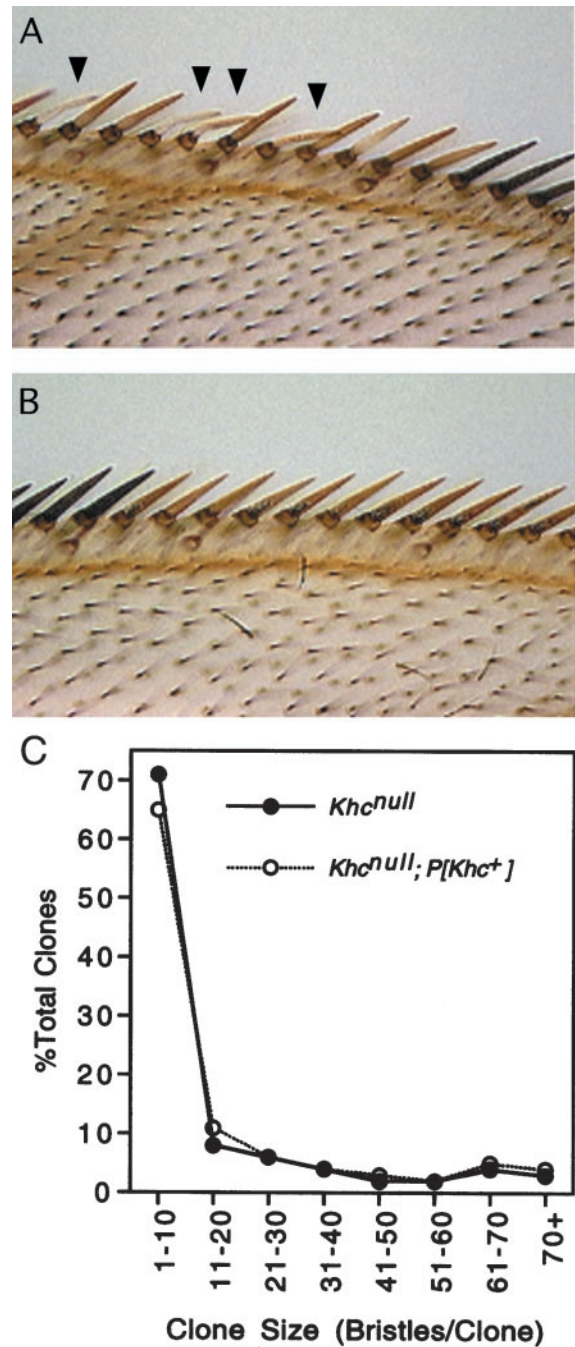 A
B
C
70
60
50
40
30
20
10
0
%Total Clones
Khcnull
Khcnull; P[Khc+]
1-10
11-20
21-30
31-40
41-50
51-60
61-70
70+
Clone Size (Bristles/Clone)